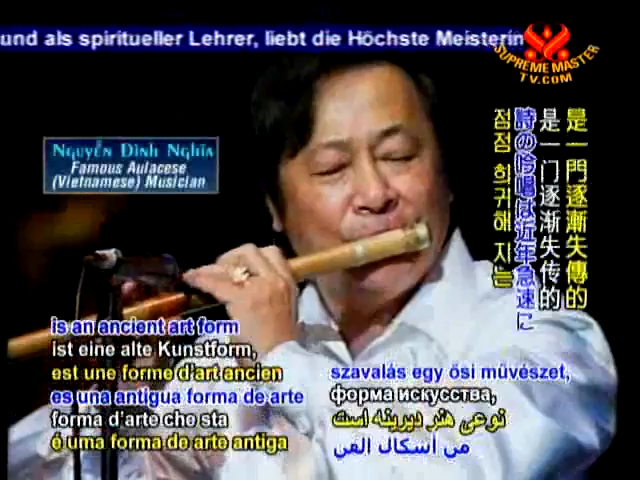 und als spiritueller Lehrer, liebt die Höchste Meisterin
SUPREME MASTER
TV.COM
Nguyễn Đình Nghĩa
Famous Aulacese
(Vietnamese) Musician
是一門逐漸失傳的
是一门逐渐失传的
詩の吟唱は近年急速に
점점 희귀해 지는
is an ancient art form
ist eine alte Kunstform,
est une forme d'art ancien
es una antigua forma de arte
forma d'arte che sta
é uma forma de arte antiga
szavalás egy ősi művészet,
форма искусства,
نوعی هنر دیرینه است
من أشكال الفن